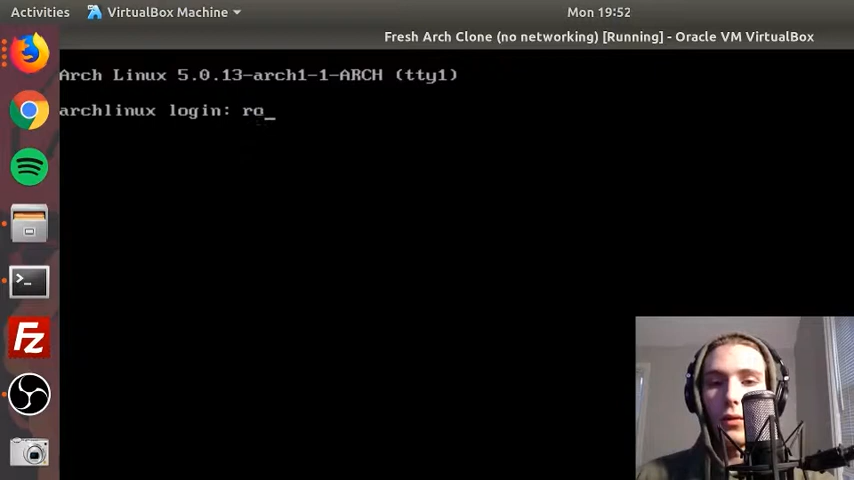 Activities VirtualBox Machine Mon 19:52
Fresh Arch Clone (no networking) [Running] - Oracle VM VirtualBox
Arch Linux 5.0.13-arch1-1-ARCH (tty1)
archlinux login: ro_
Fz